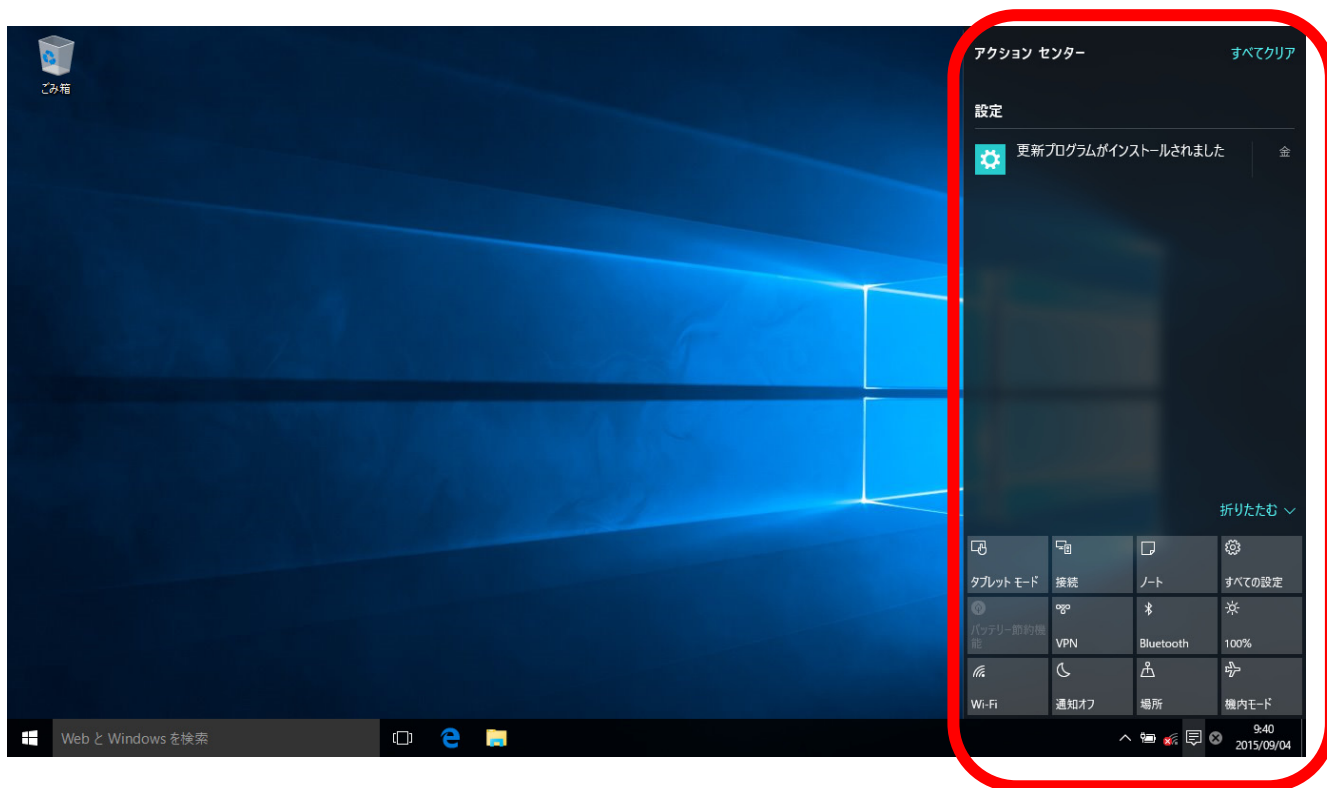 ごみ箱
アクション センター
すべてクリア
設定
更新プログラムがインストールされました
金
折りたたむ
タブレット モード
接続
ノート
すべての設定
バッテリー節約機
能
VPN
Bluetooth
100%
Wi-Fi
通知オフ
場所
機内モード
Web と Windows を検索
9:40
2015/09/04